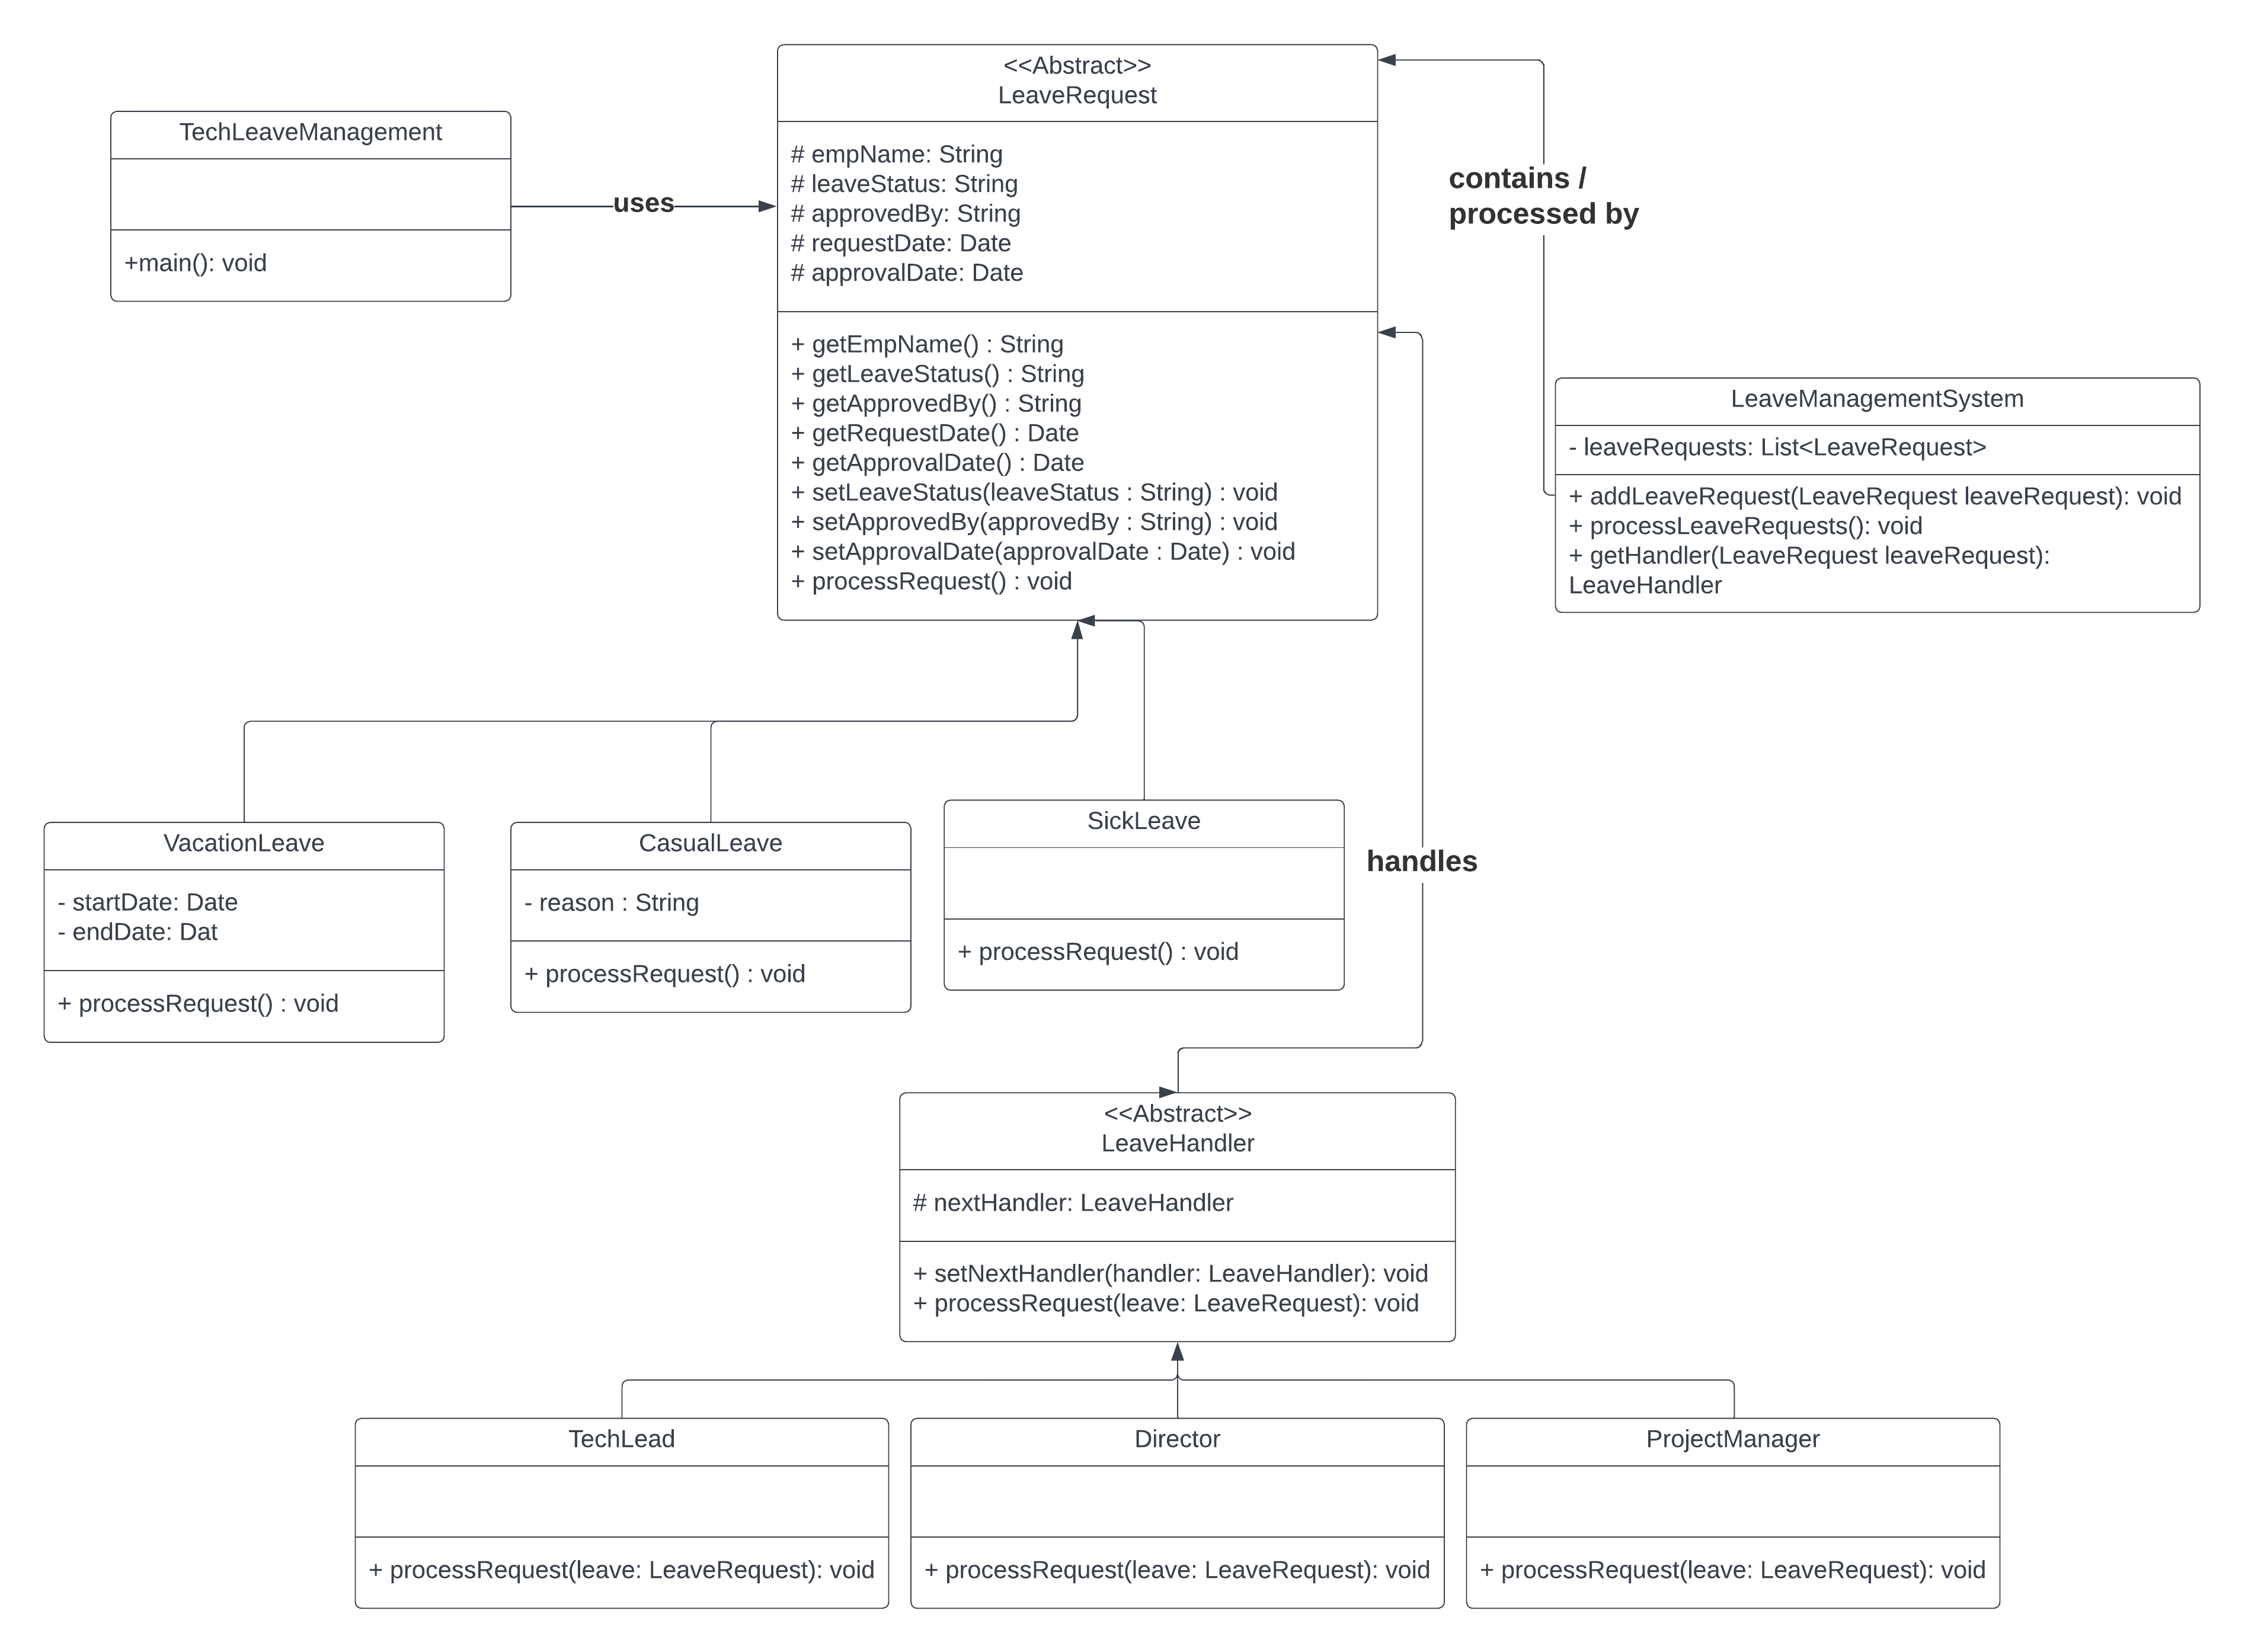 <<Abstract>>
LeaveRequest
# empName: String
# leaveStatus: String
# approvedBy: String
# requestDate: Date
# approvalDate: Date
+ getEmpName() : String
+ getLeaveStatus() : String
+ getApprovedBy() : String
+ getRequestDate() : Date
+ getApprovalDate() : Date
+ setLeaveStatus(leaveStatus : String) : void
+ setApprovedBy(approvedBy : String) : void
+ setApprovalDate(approvalDate : Date) : void
+ processRequest() : void
TechLeaveManagement
+main(): void
uses
contains /
processed by
LeaveManagementSystem
- leaveRequests: List<LeaveRequest>
+ addLeaveRequest(LeaveRequest leaveRequest): void
+ processLeaveRequests(): void
+ getHandler(LeaveRequest leaveRequest):
LeaveHandler
VacationLeave
- startDate: Date
- endDate: Dat
+ processRequest() : void
CasualLeave
- reason : String
+ processRequest() : void
SickLeave
+ processRequest() : void
handles
<<Abstract>>
LeaveHandler
# nextHandler: LeaveHandler
+ setNextHandler(handler: LeaveHandler): void
+ processRequest(leave: LeaveRequest): void
TechLead
+ processRequest(leave: LeaveRequest): void
Director
+ processRequest(leave: LeaveRequest): void
ProjectManager
+ processRequest(leave: LeaveRequest): void